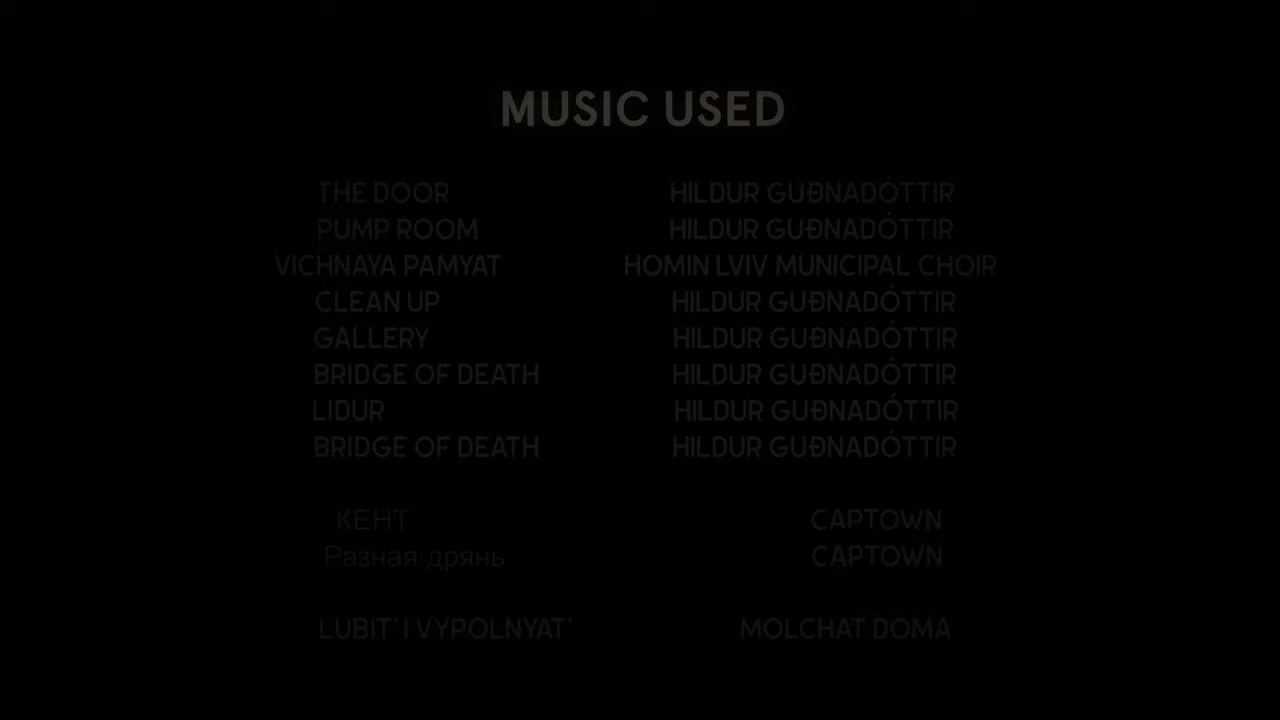 MUSIC USED
THE DOOR HILDUR GUÐNADÓTTIR
PUMP ROOM HILDUR GUÐNADÓTTIR
VICHNAYA PAMYAT HOMIN LVIV MUNICIPAL CHOIR
CLEAN UP HILDUR GUÐNADÓTTIR
GALLERY HILDUR GUÐNADÓTTIR
BRIDGE OF DEATH HILDUR GUÐNADÓTTIR
LIDUR HILDUR GUÐNADÓTTIR
BRIDGE OF DEATH HILDUR GUÐNADÓTTIR
КЕНТ CAPTOWN
Разная дрянь CAPTOWN
LUBIT' I VYPOLNYAT' MOLCHAT DOMA